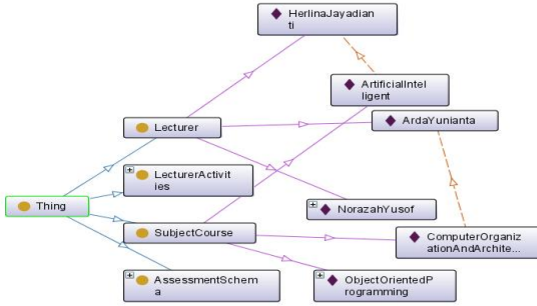 HerlinaJayadian
ti
ArtificialIntel
ligent
ArdaYunianta
Lecturer
LecturerActivit
ies
Thing
NorazahYusof
SubjectCourse
ComputerOrganiz
ationAndArchite...
AssessmentSchem
a
ObjectOrientedP
rogramming